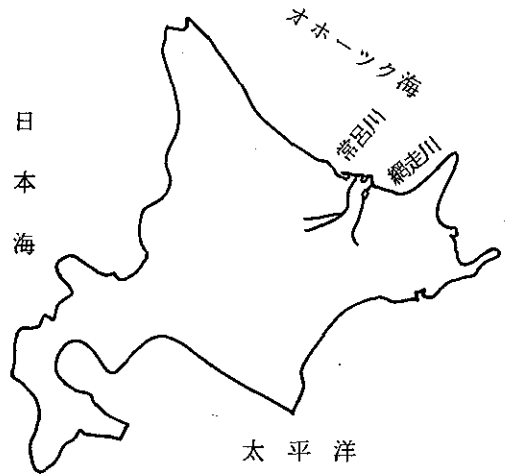 オホーツク海
常呂川
網走川
日本海
太平洋